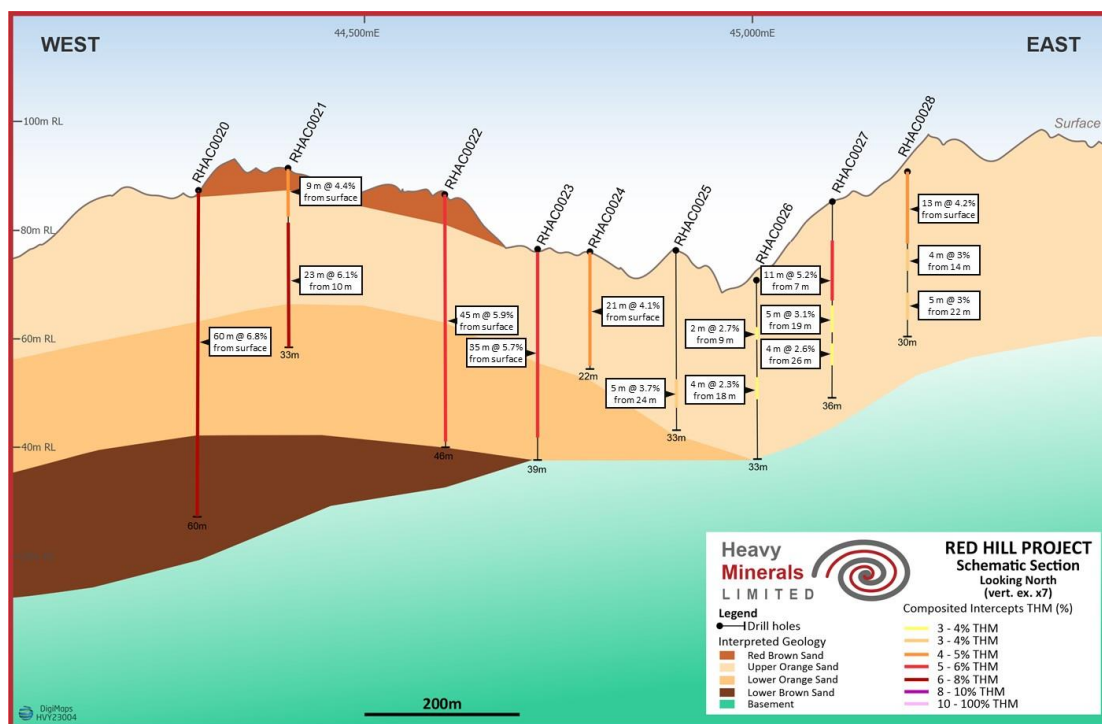 WEST
44,500mE
45,000mE
EAST
100m RL
80m RL
60m RL
40m RL
Surface
RHAC0020
RHAC0021
RHAC0022
RHAC0023
RHAC0024
RHAC0025
RHAC0026
RHAC0027
RHAC0028
60 m @ 6.8%
from surface
60m
9 m @ 4.4%
from surface
23 m @ 6.1%
from 10 m
33m
45 m @ 5.9%
from surface
46m
35 m @ 5.7%
from surface
39m
21 m @ 4.1%
from surface
22m
5 m @ 3.7%
from 24 m
33m
2 m @ 2.7%
from 9 m
4 m @ 2.3%
from 18 m
33m
11 m @ 5.2%
from 7 m
5 m @ 3.1%
from 19 m
4 m @ 2.6%
from 26 m
36m
13 m @ 4.2%
from surface
4 m @ 3%
from 14 m
5 m @ 3%
from 22 m
30m
Heavy
Minerals
LIMITED
Legend
Drill holes
Interpreted Geology
Red Brown Sand
Upper Orange Sand
Lower Orange Sand
Lower Brown Sand
Basement
RED HILL PROJECT
Schematic Section
Looking North
(vert. ex. x7)
Composited Intercepts THM (%)
3 - 4% THM
3 - 4% THM
4 - 5% THM
5 - 6% THM
6 - 8% THM
8 - 10% THM
10 - 100% THM
200m
DigiMaps
HVY23004